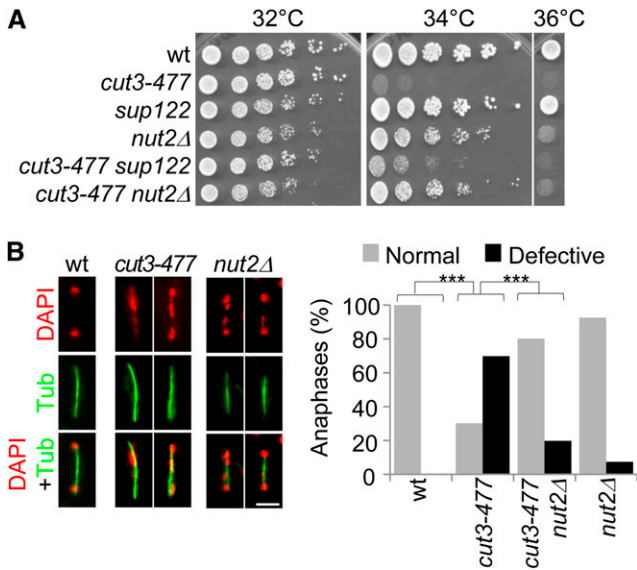 A
32°C 34°C 36°C
wt
cut3-477
sup122
nut2Δ
cut3-477 sup122
cut3-477 nut2Δ
B
wt cut3-477 nut2Δ
DAPI
Tub
DAPI
+Tub
Normal Defective
*** ***
Anaphases (%)
100
80
60
40
20
0
wt
cut3-477
cut3-477
nut2Δ
nut2Δ